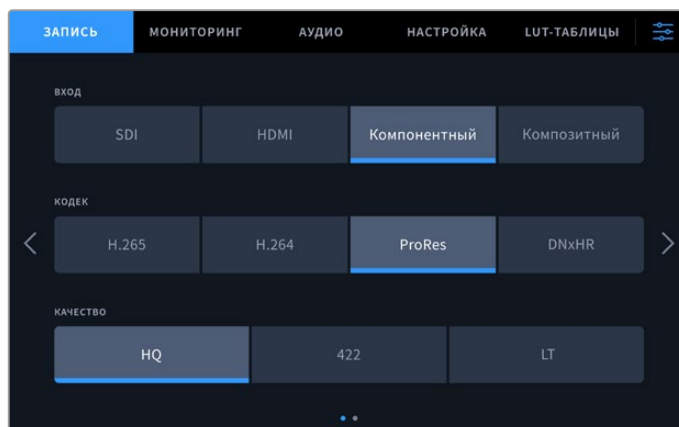 ЗАПИСЬ МОНИТОРИНГ АУДИО НАСТРОЙКА LUT-ТАБЛИЦЫ
ВХОД
SDI HDMI Компонентный Композитный
КОДЕК
H.265 H.264 ProRes DNxHR
КАЧЕСТВО
HQ 422 LT